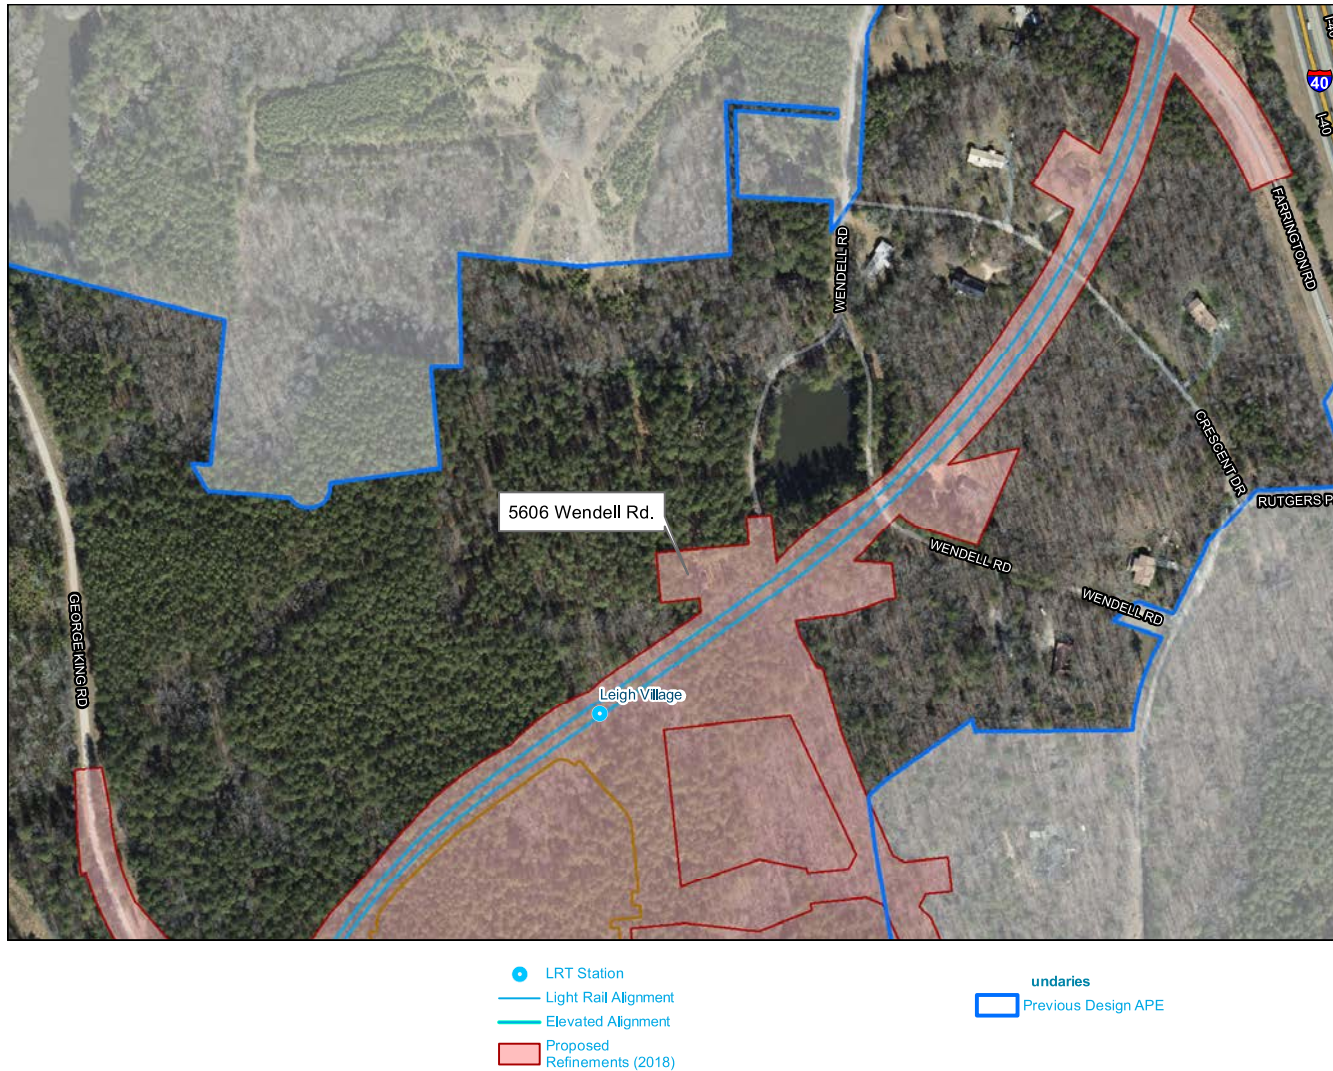 I-40
40
I-40
FARRINGTON RD
WENDELL RD
CRESCENT DR
RUTGERS P
5606 Wendell Rd.
WENDELL RD
WENDELL RD
GEORGE KING RD
Leigh Village
LRT Station
Light Rail Alignment
Elevated Alignment
Proposed
Refinements (2018)
undaries
Previous Design APE